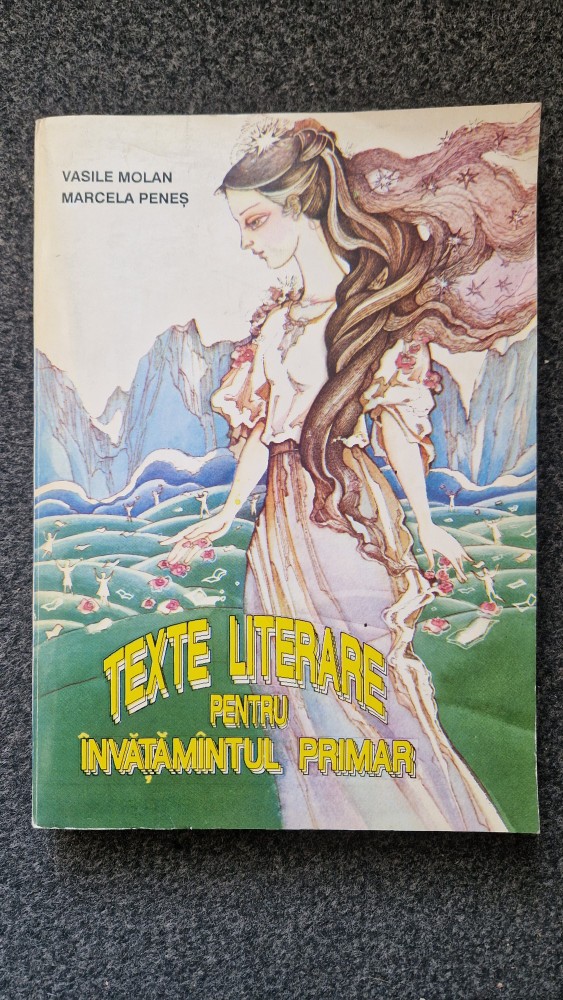 VASILE MOLAN
MARCELA PENEȘ
TEXTE LITERARE
PENTRU
ÎNVĂȚĂMÎNTUL PRIMAR